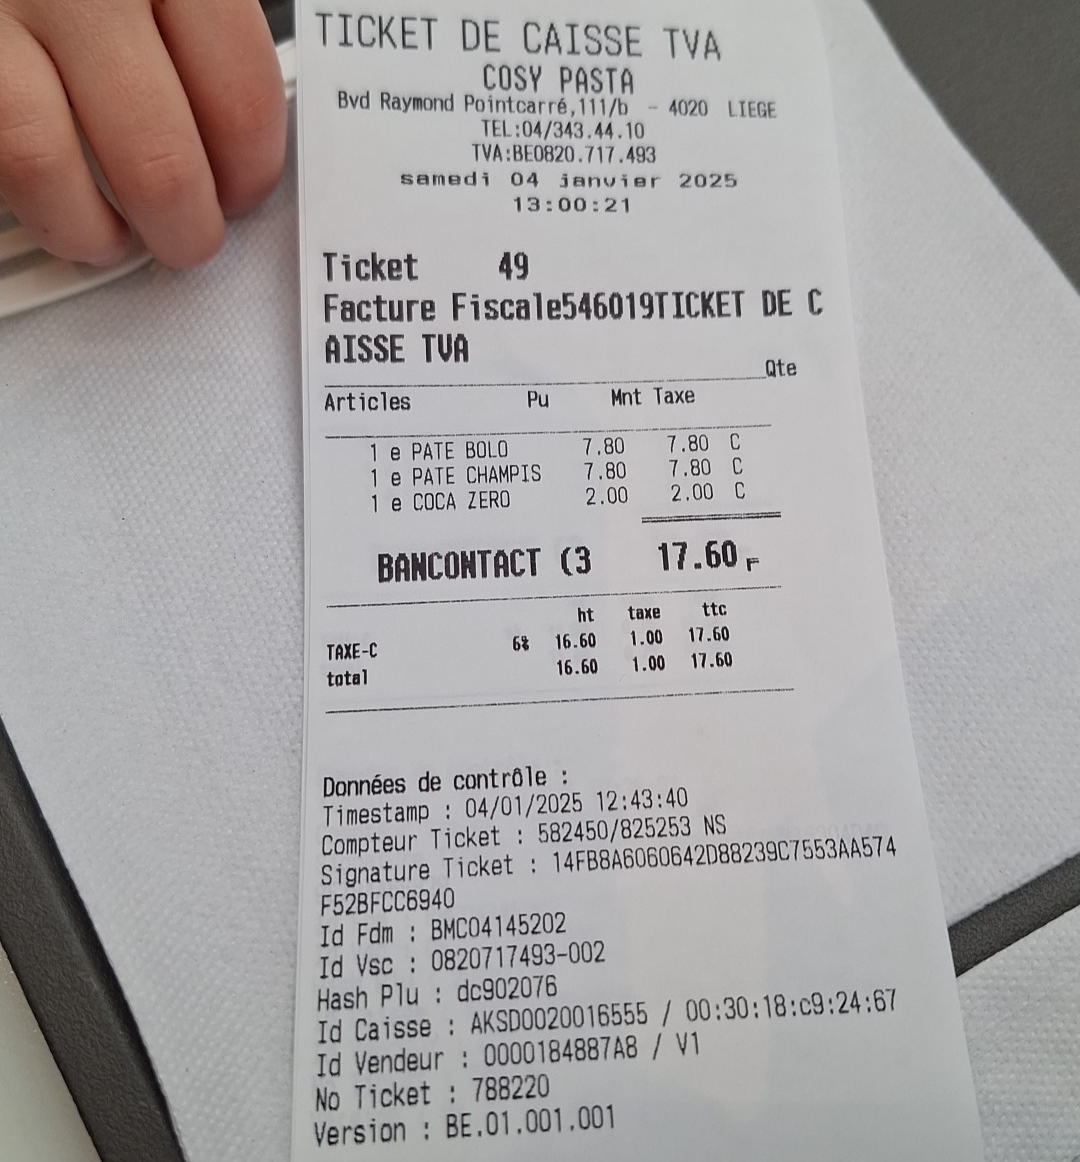 TICKET DE CAISSE TVA
COSY PASTA
Bvd Raymond Pointcarré,111/b - 4020 LIEGE
TEL:04/343.44.10
TVA:BE0820.717.493
samedi 04 janvier 2025
13:00:21
Ticket 49
Facture Fiscale546019TICKET DE C
AISSE TVA
Qte
Articles Pu Mnt Taxe
1 e PATE BOLO 7.80 7.80 C
1 e PATE CHAMPIS 7.80 7.80 C
1 e COCA ZERO 2.00 2.00 C
BANCONTACT (3 17.60 F
ht taxe ttc
TAXE-C 6% 16.60 1.00 17.60
total 16.60 1.00 17.60
Données de contrôle :
Timestamp : 04/01/2025 12:43:40
Compteur Ticket : 582450/825253 NS
Signature Ticket : 14FB8A6060642D88239C7553AA574
F52BFCC6940
Id Fdm : BMC04145202
Id Vsc : 0820717493-002
Hash Plu : dc902076
Id Caisse : AKSD0020016555 / 00:30:18:c9:24:67
Id Vendeur : 0000184887A8 / V1
No Ticket : 788220
Version : BE.01.001.001